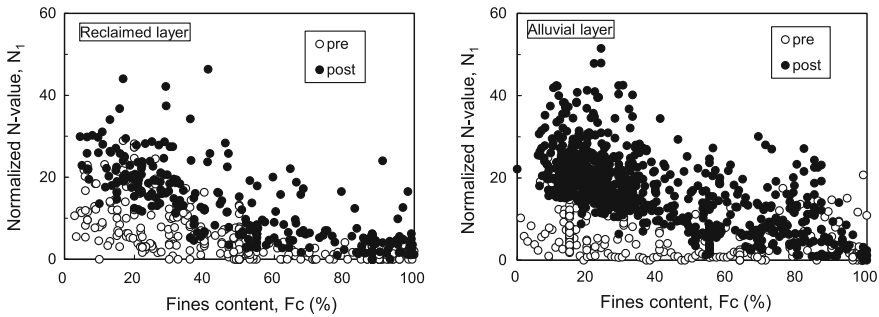 Reclaimed layer
pre
post
Normalized N-value, N₁
60
40
20
0
0 20 40 60 80 100
Fines content, Fc (%)
Alluvial layer
pre
post
Normalized N-value, N₁
60
40
20
0
0 20 40 60 80 100
Fines content, Fc (%)